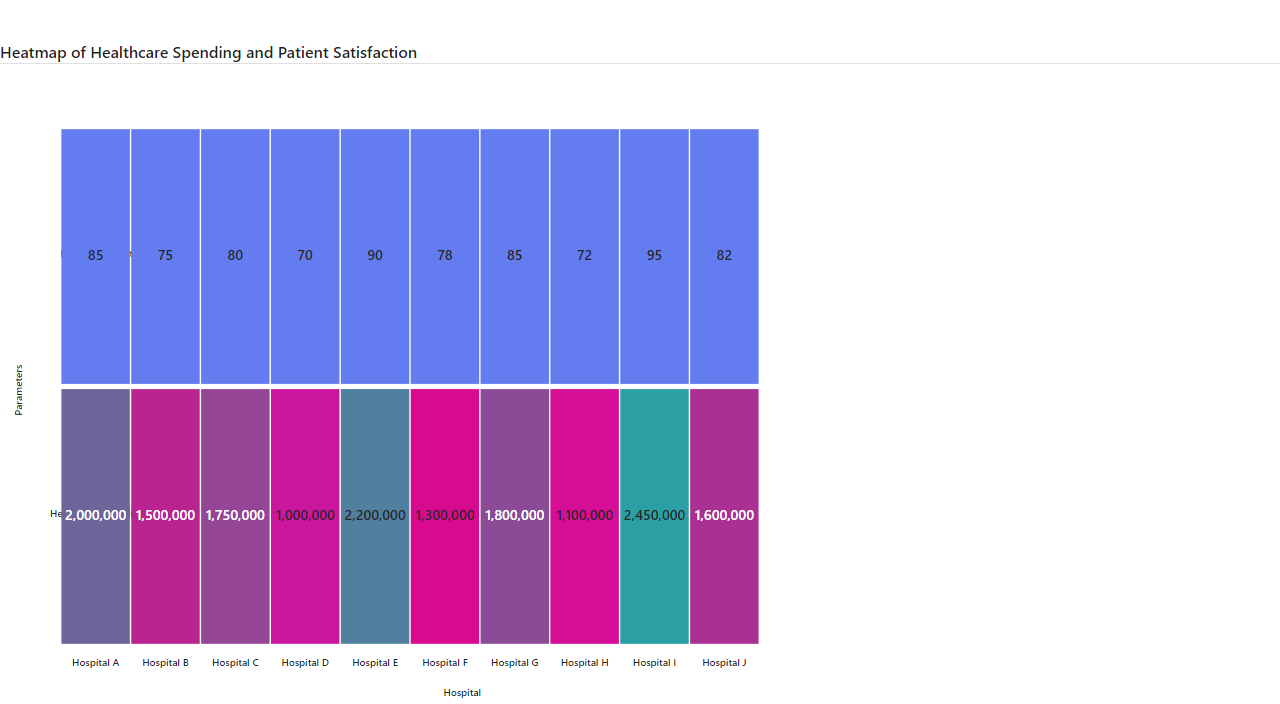 Heatmap of Healthcare Spending and Patient Satisfaction
85 75 80 70 90 78 85 72 95 82
Parameters
2,000,000 1,500,000 1,750,000 1,000,000 2,200,000 1,300,000 1,800,000 1,100,000 2,450,000 1,600,000
Hospital A Hospital B Hospital C Hospital D Hospital E Hospital F Hospital G Hospital H Hospital I Hospital J
Hospital